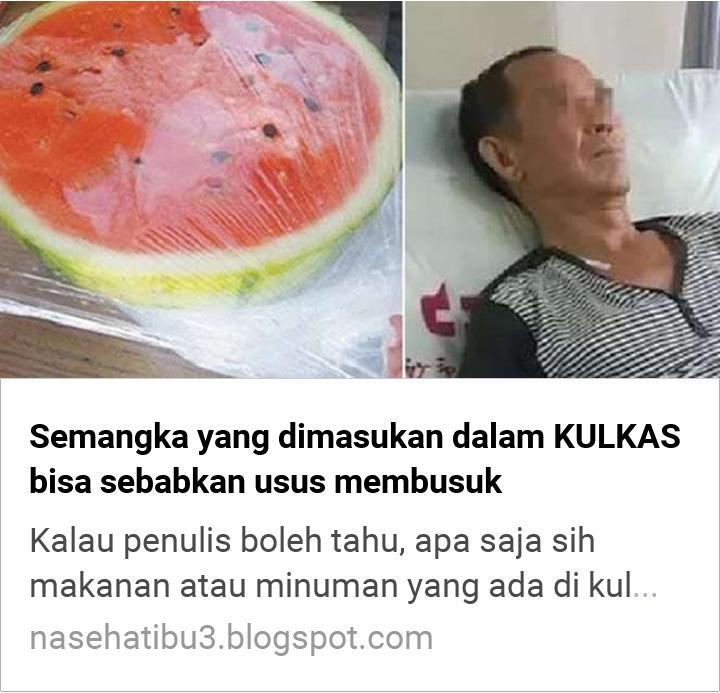 Semangka yang dimasukan dalam KULKAS
bisa sebabkan usus membusuk
Kalau penulis boleh tahu, apa saja sih
makanan atau minuman yang ada di kul...
nasehatibu3.blogspot.com